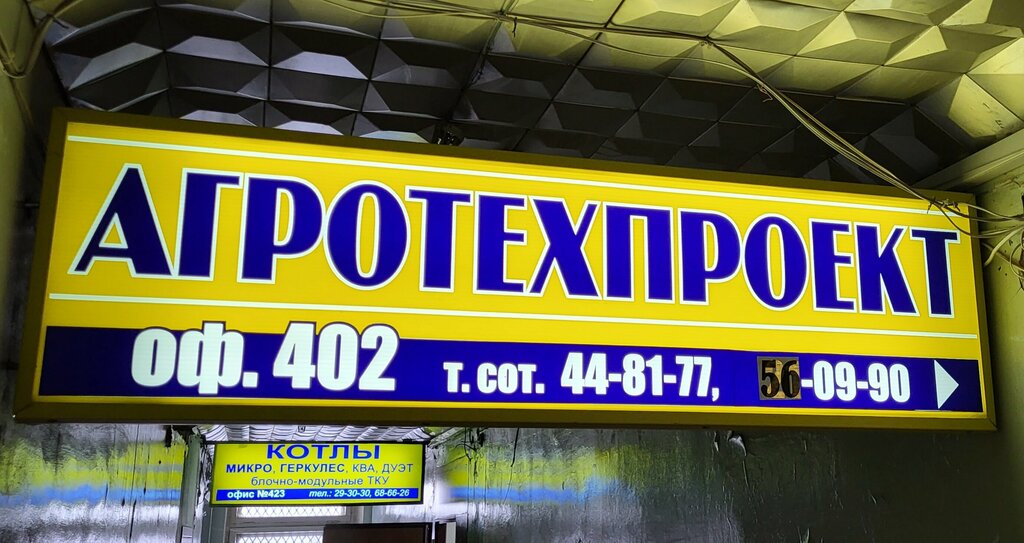 АГРОТЕХПРОЕКТ
оф. 402 т. сот. 44-81-77, 56-09-90
КОТЛЫ
МИКРО, ГЕРКУЛЕС, КВА, ДУЭТ
блочно-модульные ТКУ
офис №423 тел.: 29-30-30, 68-66-26